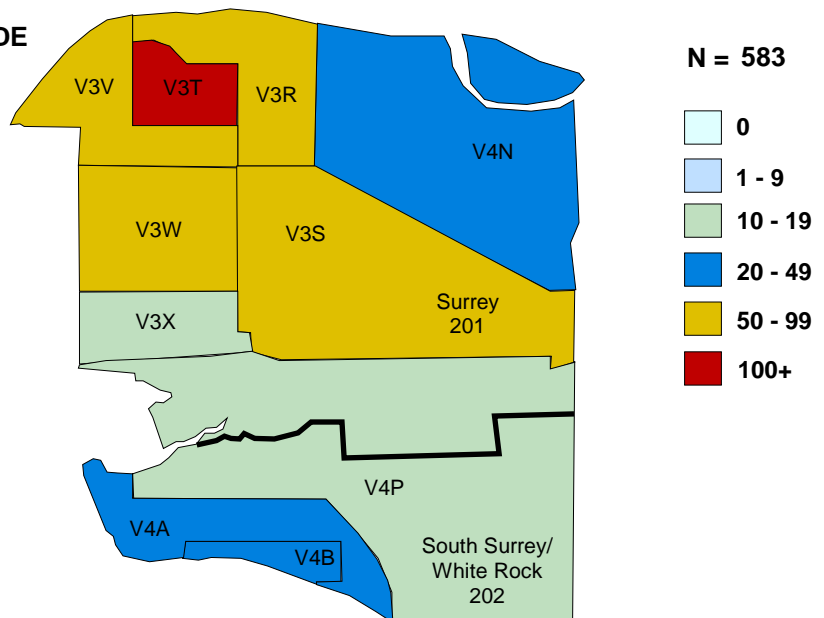 DE
N = 583
0
1 - 9
10 - 19
20 - 49
50 - 99
100+
V3V
V3T
V3R
V4N
V3W
V3S
V3X
Surrey
201
V4P
V4A
V4B
South Surrey/
White Rock
202